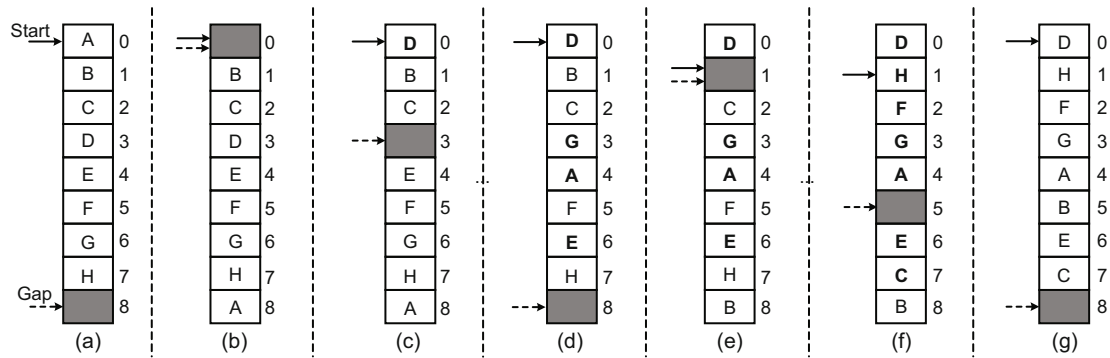 Start A 0 0 D 0 D 0 D 0 D 0 D 0
B 1 B 1 B 1 B 1 1 H 1 H 1
C 2 C 2 C 2 C 2 C 2 F 2 F 2
D 3 D 3 3 G 3 G 3 G 3 G 3
E 4 E 4 E 4 ... A 4 A 4 ... A 4 A 4
F 5 F 5 F 5 F 5 F 5 5 B 5
G 6 G 6 G 6 E 6 E 6 E 6 E 6
H 7 H 7 H 7 H 7 H 7 C 7 C 7
Gap 8 A 8 A 8 8 B 8 B 8 8
(a) (b) (c) (d) (e) (f) (g)